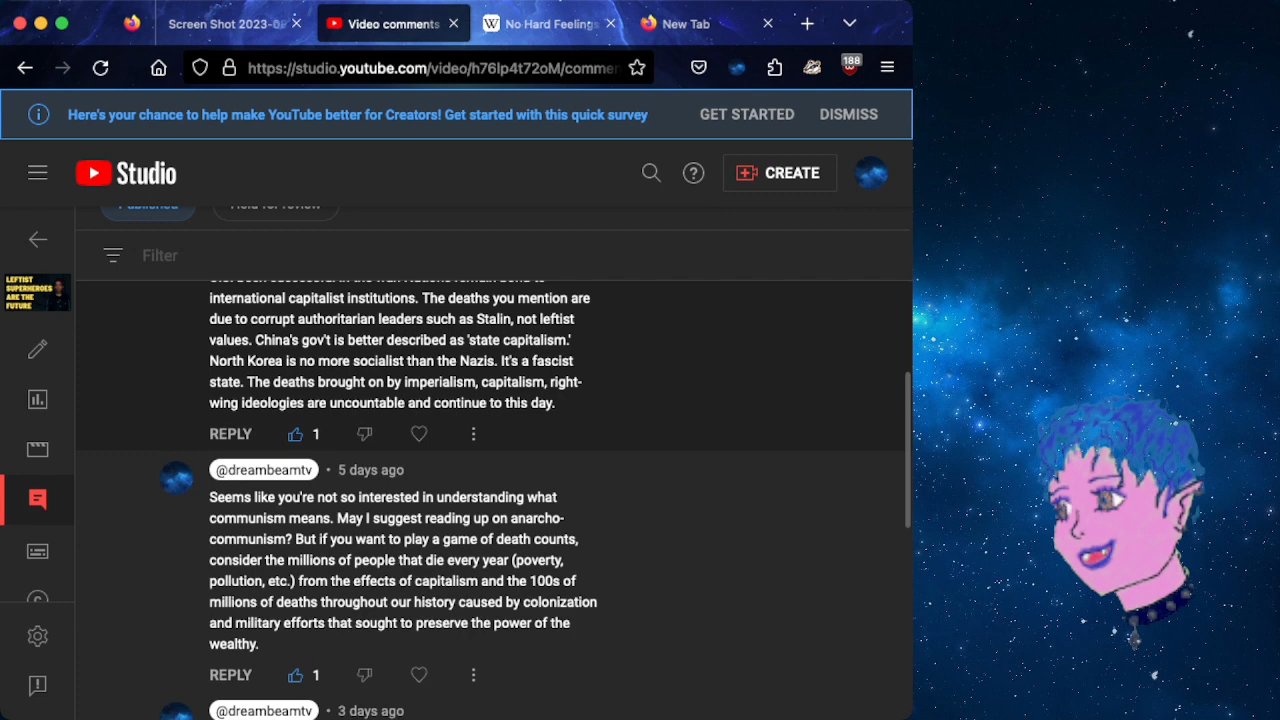 Screen Shot 2023-0
Video comments
No Hard Feelings
New Tab
https://studio.youtube.com/video/h76lp4t72oM/commen
188
Here's your chance to help make YouTube better for Creators! Get started with this quick survey
GET STARTED
DISMISS
Studio
CREATE
Published
Held for review
Filter
LEFTIST
SUPERHEROES
ARE THE
FUTURE
international capitalist institutions. The deaths you mention are
due to corrupt authoritarian leaders such as Stalin, not leftist
values. China's gov't is better described as 'state capitalism.'
North Korea is no more socialist than the Nazis. It's a fascist
state. The deaths brought on by imperialism, capitalism, right-
wing ideologies are uncountable and continue to this day.
REPLY
1
@dreambeamtv • 5 days ago
Seems like you're not so interested in understanding what
communism means. May I suggest reading up on anarcho-
communism? But if you want to play a game of death counts,
consider the millions of people that die every year (poverty,
pollution, etc.) from the effects of capitalism and the 100s of
millions of deaths throughout our history caused by colonization
and military efforts that sought to preserve the power of the
wealthy.
REPLY
1
@dreambeamtv • 3 days ago